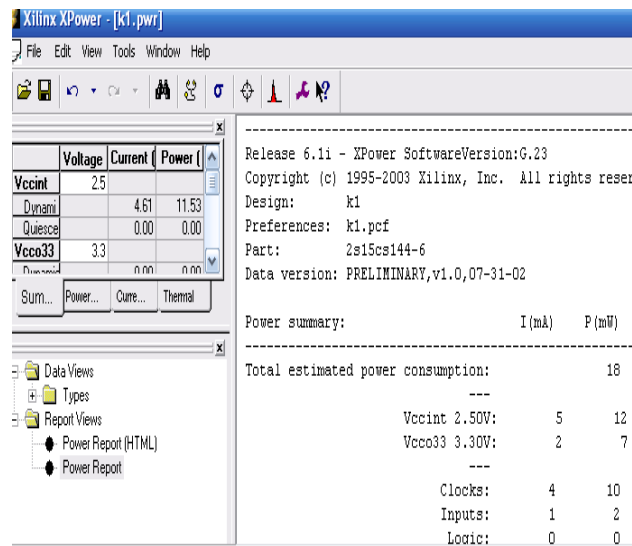 Xilinx XPower - [k1.pwr]
File Edit View Tools Window Help
Voltage Current ( Power (
Vccint 2.5
Dynami 4.61 11.53
Quiesce 0.00 0.00
Vcco33 3.3
Dynamic 0.00 0.00
Sum... Power... Curre... Thermal
Data Views
Types
Report Views
Power Report (HTML)
Power Report
--------------------------------------------------
Release 6.1i - XPower SoftwareVersion:G.23
Copyright (c) 1995-2003 Xilinx, Inc. All rights reser
Design: k1
Preferences: k1.pcf
Part: 2s15cs144-6
Data version: PRELIMINARY,v1.0,07-31-02
Power summary: I(mA) P(mW)
--------------------------------------------------
Total estimated power consumption: 18
---
Vccint 2.50V: 5 12
Vcco33 3.30V: 2 7
---
Clocks: 4 10
Inputs: 1 2
Logic: 0 0